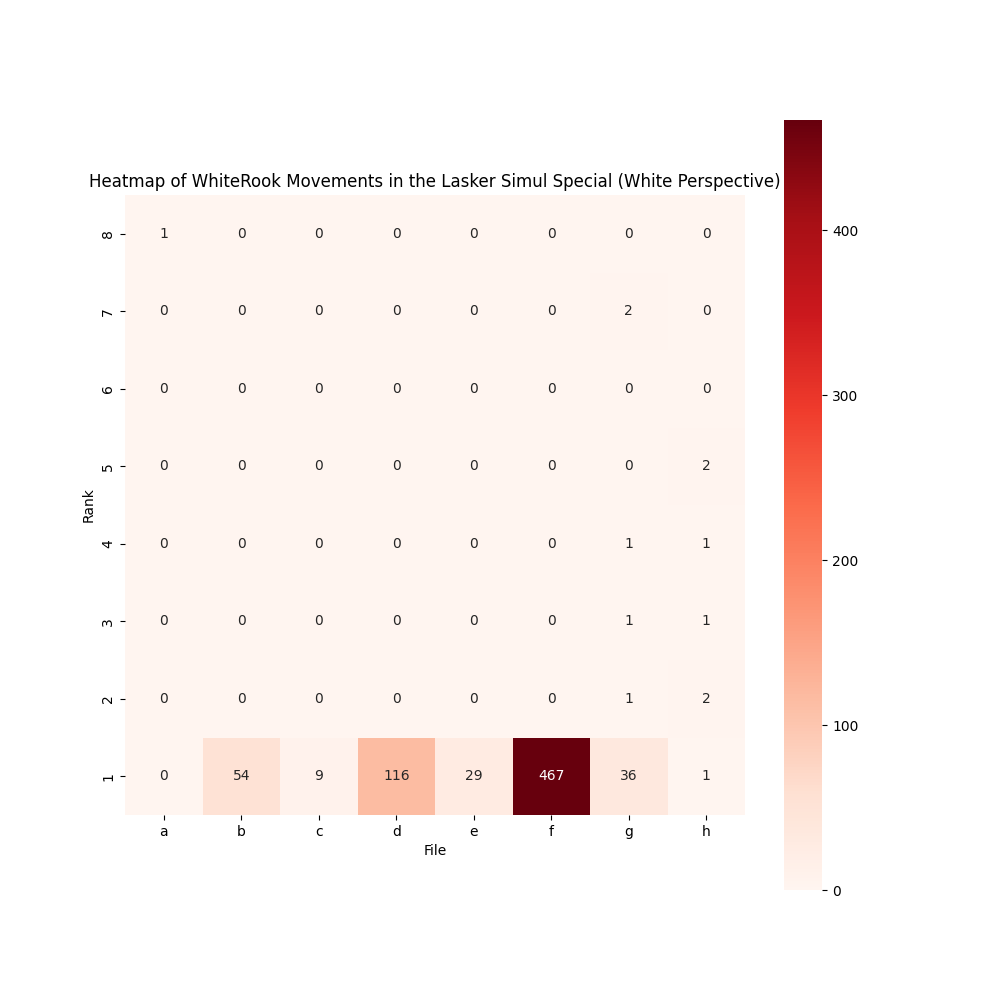 Heatmap of WhiteRook Movements in the Lasker Simul Special (White Perspective)
Rank
8 1 0 0 0 0 0 0 0
7 0 0 0 0 0 0 2 0
6 0 0 0 0 0 0 0 0
5 0 0 0 0 0 0 0 2
4 0 0 0 0 0 0 1 1
3 0 0 0 0 0 0 1 1
2 0 0 0 0 0 0 1 2
1 0 54 9 116 29 467 36 1
a b c d e f g h
File
400
300
200
100
0